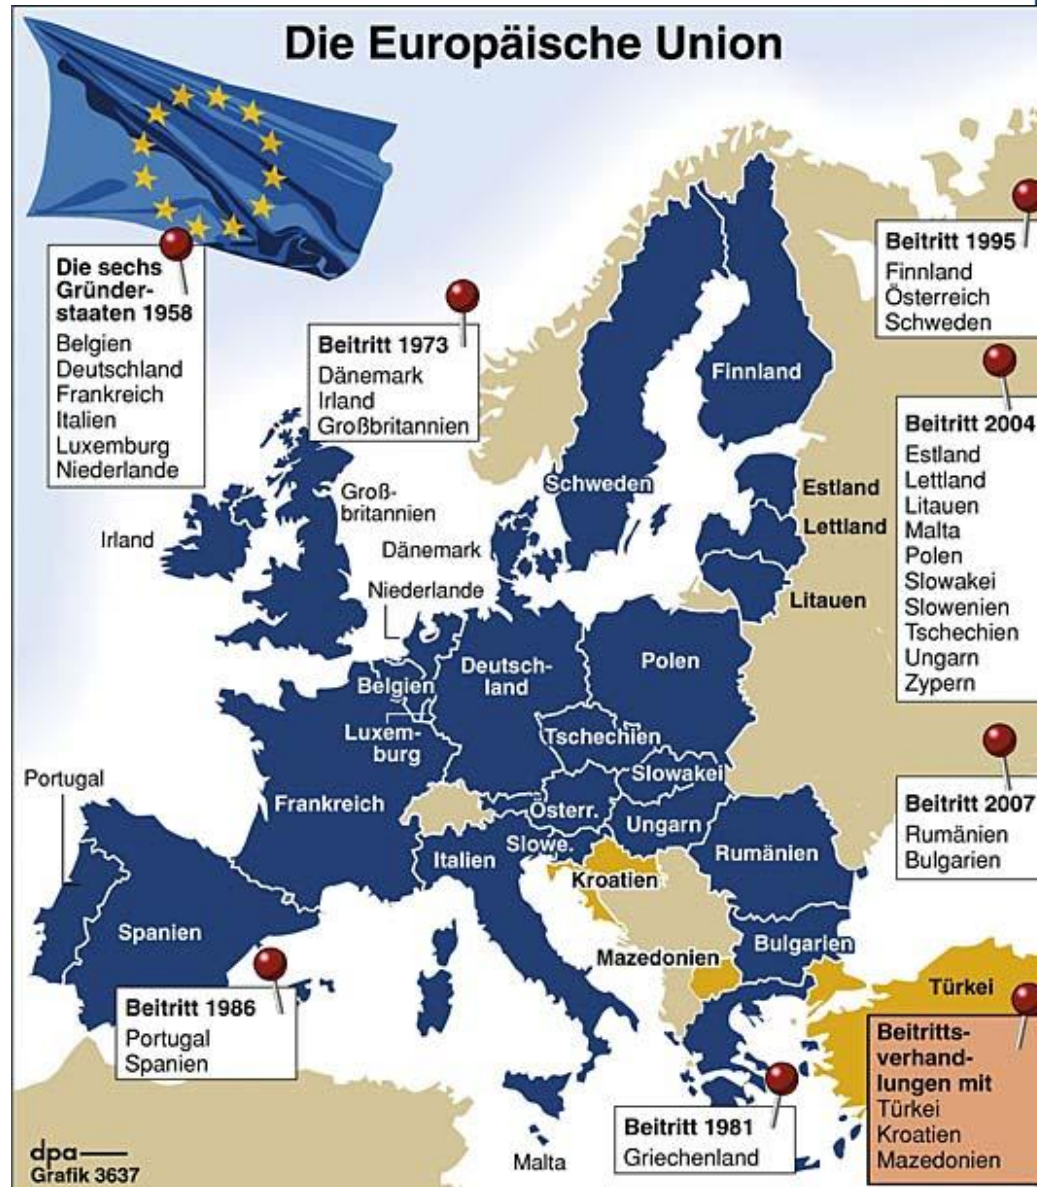 Die Europäische Union
Die sechs
Gründer-
staaten 1958
Belgien
Deutschland
Frankreich
Italien
Luxemburg
Niederlande
Beitritt 1973
Dänemark
Irland
Großbritannien
Beitritt 1995
Finnland
Österreich
Schweden
Beitritt 2004
Estland
Lettland
Litauen
Malta
Polen
Slowakei
Slowenien
Tschechien
Ungarn
Zypern
Beitritt 2007
Rumänien
Bulgarien
Beitritt 1986
Portugal
Spanien
Beitritt 1981
Griechenland
Beitritts-
verhand-
lungen mit
Türkei
Kroatien
Mazedonien
Finnland
Schweden
Estland
Lettland
Litauen
Irland
Groß-
britannien
Dänemark
Niederlande
Belgien
Luxem-
burg
Deutsch-
land
Polen
Tschechien
Slowakei
Österr.
Ungarn
Slowe.
Frankreich
Italien
Portugal
Spanien
Kroatien
Rumänien
Bulgarien
Mazedonien
Türkei
Malta
dpa
Grafik 3637